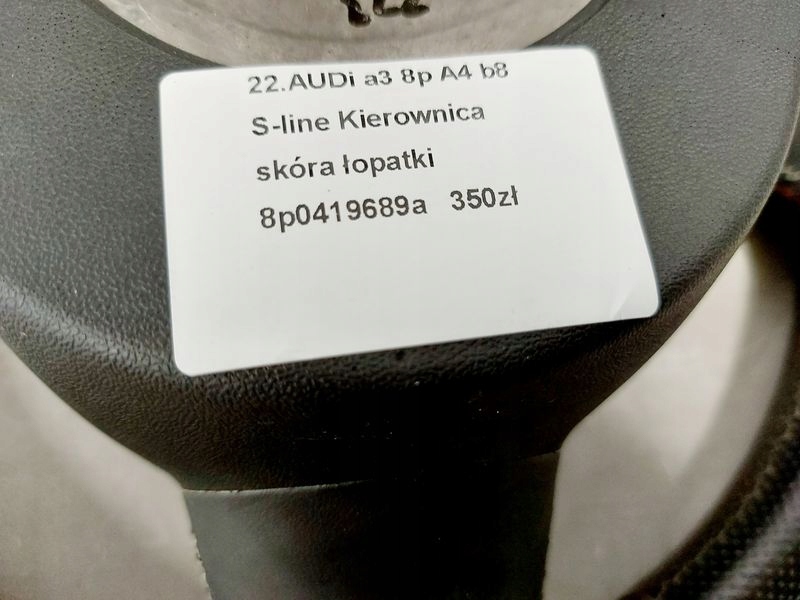 22.AUDi a3 8p A4 b8
S-line Kierownica
skóra łopatki
8p0419689a 350zł